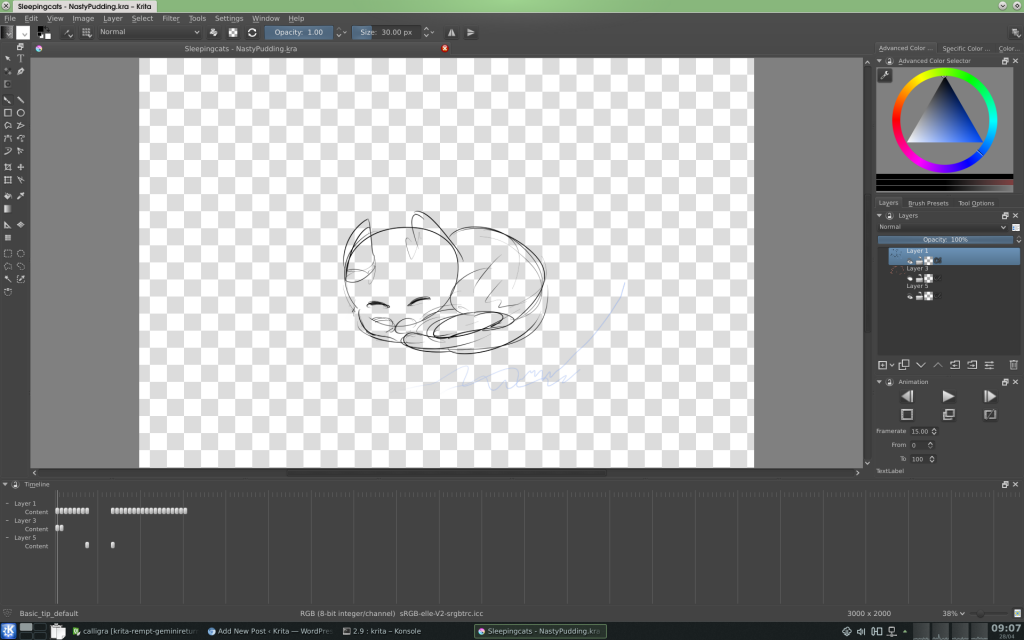 Sleepingcats - NastyPudding.kra – Krita
File Edit View Image Layer Select Filter Tools Settings Window Help
Normal Opacity: 1.00 Size: 30.00 px
Sleepingcats - NastyPudding.kra
Advanced Color ... Specific Color ... Color...
Advanced Color Selector
Layers Brush Presets Tool Options
Layers
Normal
Opacity: 100%
Layer 1
Layer 3
Layer 5
Animation
Framerate 15.00
From 0
To 100
TextLabel
Timeline
Layer 1
Content
Layer 3
Content
Layer 5
Content
Basic_tip_default RGB (8-bit integer/channel) sRGB-elle-V2-srgbtrc.icc 3000 x 2000 38%
calligra [krita-rempt-geminiretun Add New Post ‹ Krita — WordPres 2.9 : krita – Konsole Sleepingcats - NastyPudding.kra 09:07
28/04